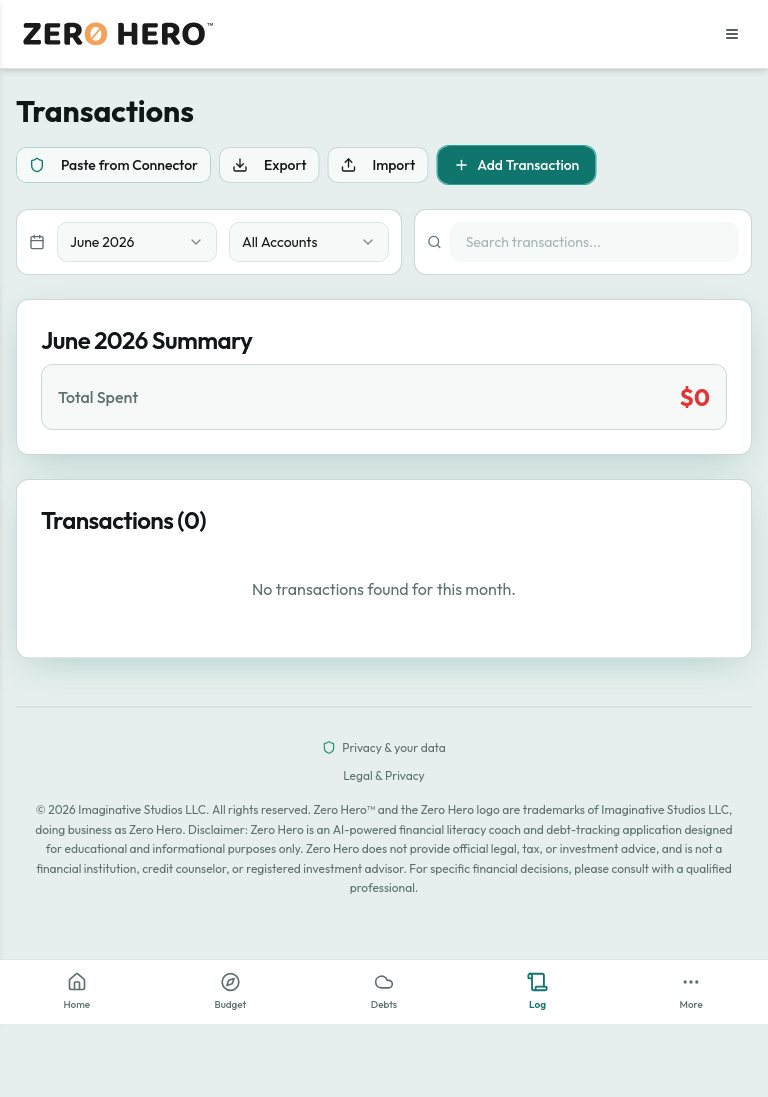 ZERO HERO™
Transactions
Paste from Connector
Export
Import
Add Transaction
June 2026
All Accounts
Search transactions...
June 2026 Summary
Total Spent
$0
Transactions (0)
No transactions found for this month.
Privacy & your data
Legal & Privacy
© 2026 Imaginative Studios LLC. All rights reserved. Zero Hero™ and the Zero Hero logo are trademarks of Imaginative Studios LLC,
doing business as Zero Hero. Disclaimer: Zero Hero is an AI-powered financial literacy coach and debt-tracking application designed
for educational and informational purposes only. Zero Hero does not provide official legal, tax, or investment advice, and is not a
financial institution, credit counselor, or registered investment advisor. For specific financial decisions, please consult with a qualified
professional.
Home
Budget
Debts
Log
More